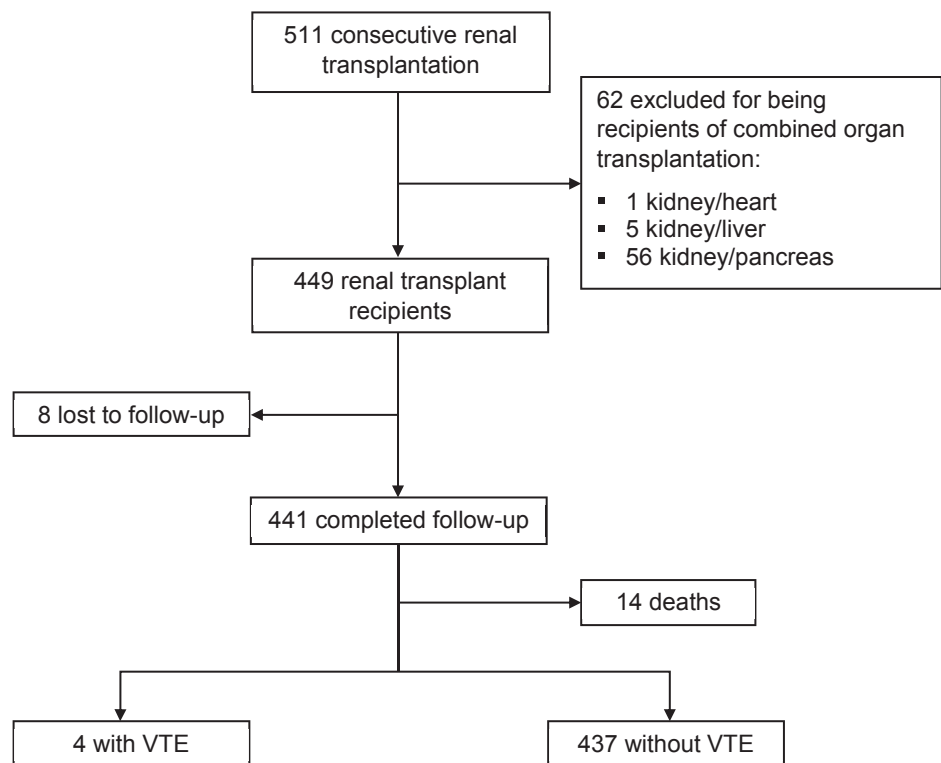 511 consecutive renal
transplantation
62 excluded for being
recipients of combined organ
transplantation:
▪ 1 kidney/heart
▪ 5 kidney/liver
▪ 56 kidney/pancreas
449 renal transplant
recipients
8 lost to follow-up
441 completed follow-up
14 deaths
4 with VTE
437 without VTE